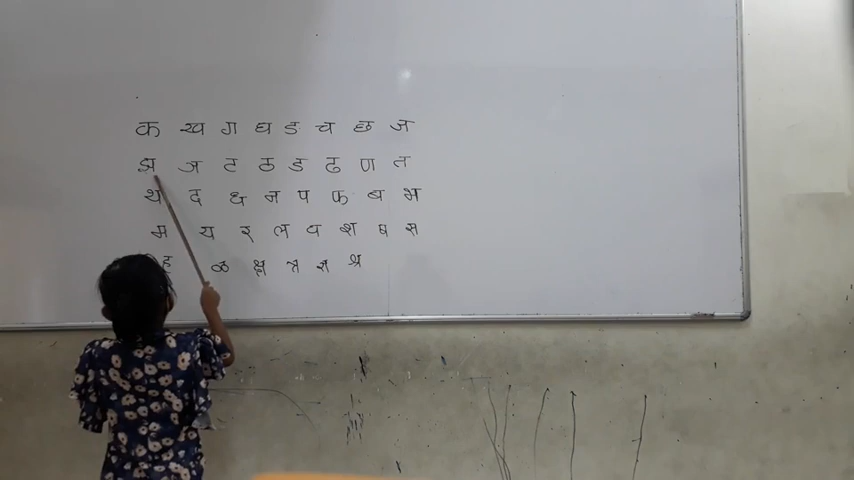 क ख ग घ ङ च छ ज
झ ञ ट ठ ड ढ ण त
थ द ध न प फ ब भ
म य र ल व श ष स
ह ळ क्ष त्र ज्ञ श्र